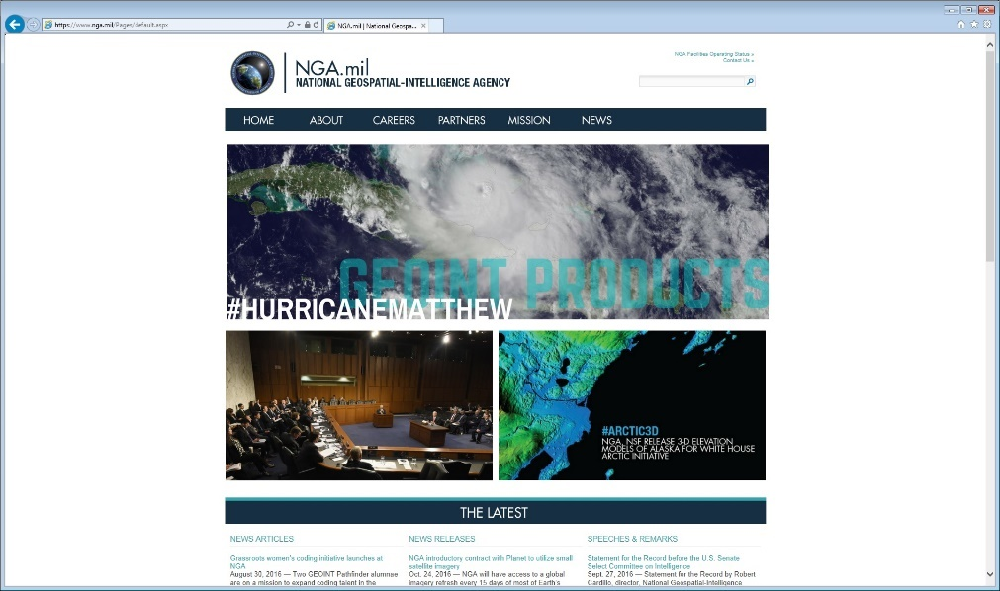 https://www.nga.mil/Pages/default.aspx
NGA.mil | National Geospa...
NGA Facilities Operating Status »
Contact Us »
NGA.mil
NATIONAL GEOSPATIAL-INTELLIGENCE AGENCY
HOME ABOUT CAREERS PARTNERS MISSION NEWS
GEOINT PRODUCTS
#HURRICANEMATTHEW
#ARCTIC3D
NGA, NSF RELEASE 3-D ELEVATION
MODELS OF ALASKA FOR WHITE HOUSE
ARCTIC INITIATIVE
THE LATEST
NEWS ARTICLES
Grassroots women's coding initiative launches at
NGA
August 30, 2016 — Two GEOINT Pathfinder alumnae
are on a mission to expand coding talent in the
NEWS RELEASES
NGA introductory contract with Planet to utilize small
satellite imagery
Oct. 24, 2016 — NGA will have access to a global
imagery refresh every 15 days of most of Earth's
SPEECHES & REMARKS
Statement for the Record before the U.S. Senate
Select Committee on Intelligence
Sept. 27, 2016 — Statement for the Record by Robert
Cardillo, director, National Geospatial-Intelligence